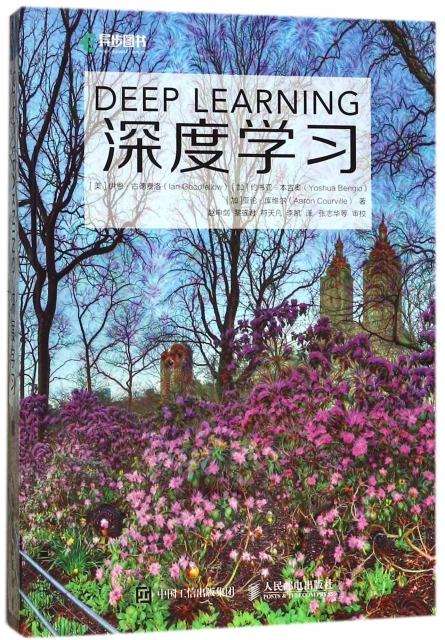 异步图书
DEEP LEARNING
深度学习
[美]伊恩·古德费洛（Ian Goodfellow）[加]约书亚·本吉奥（Yoshua Bengio）
[加]亚伦·库维尔（Aaron Courville） 著
赵申剑 黎彧君 符天凡 李凯 译 张志华等 审校
中国工信出版集团
人民邮电出版社
POSTS & TELECOM PRESS